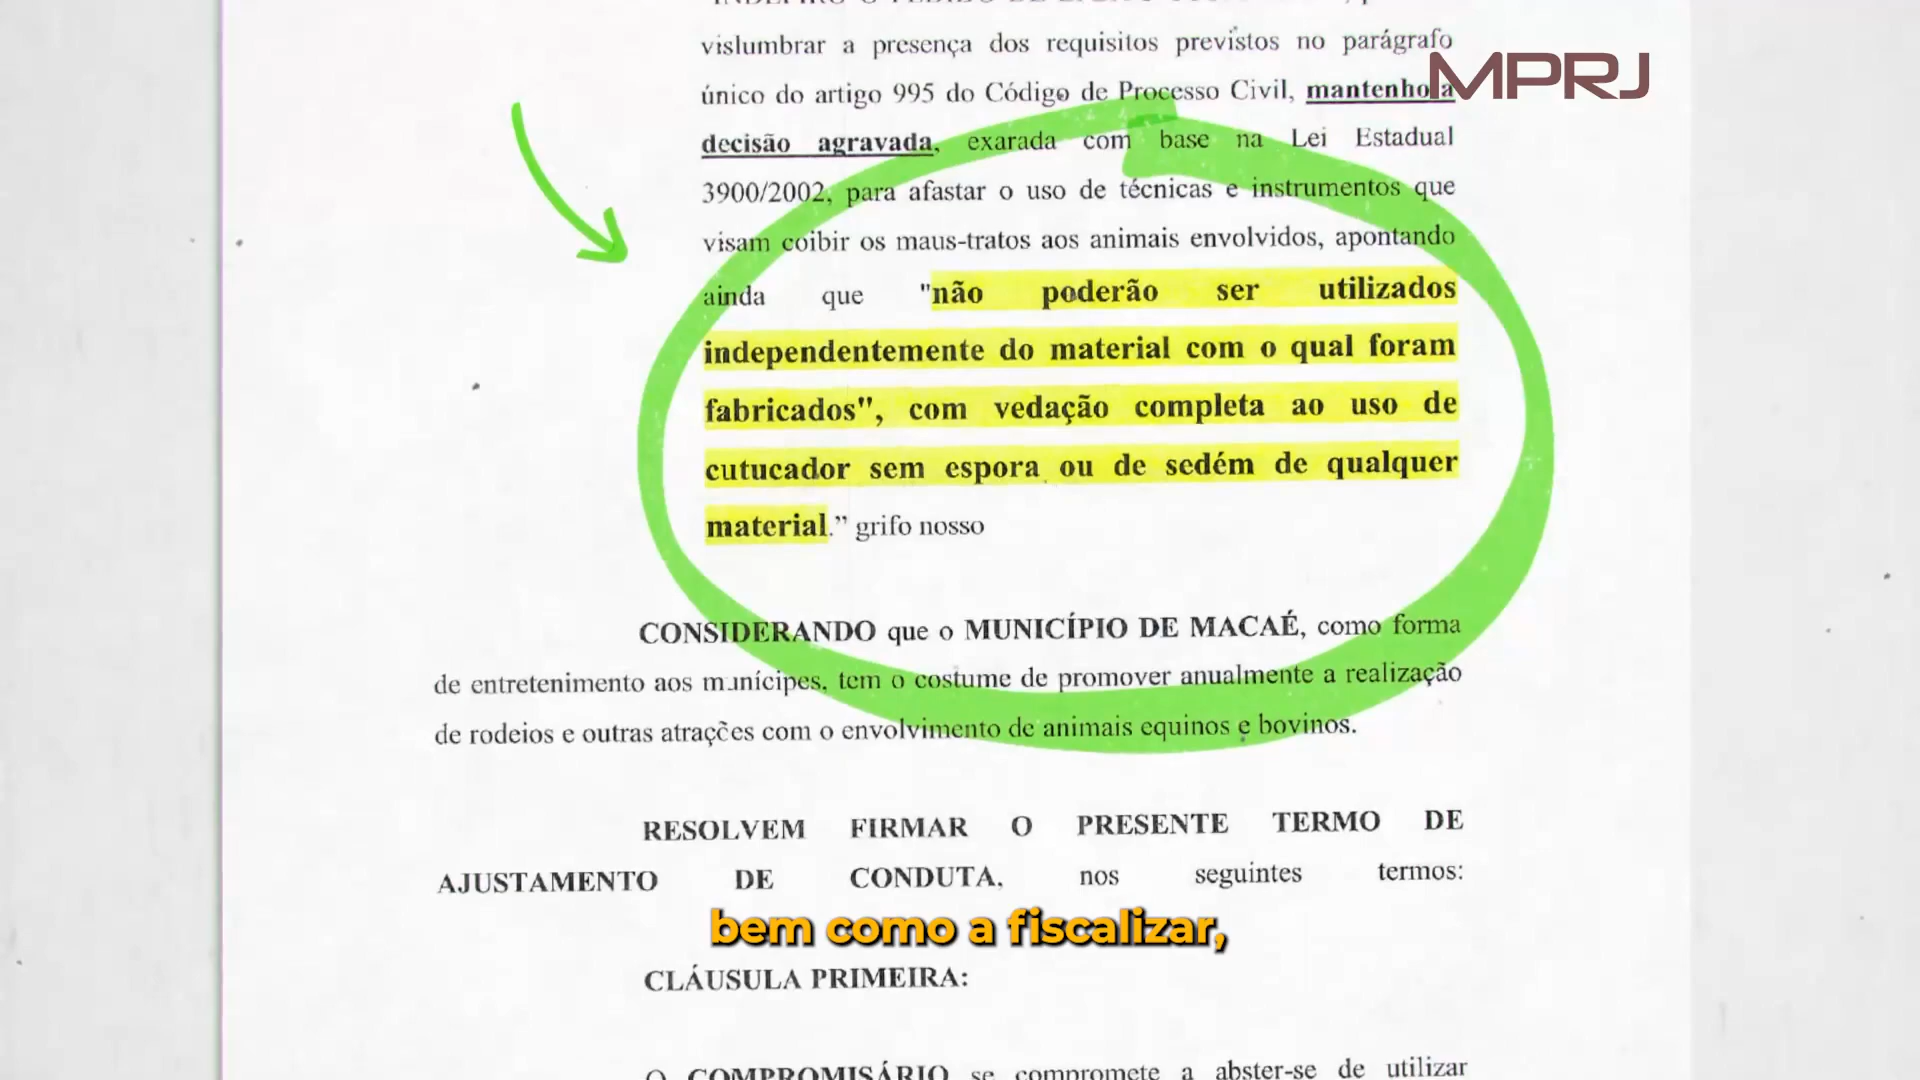 vislumbrar a presença dos requisitos previstos no parágrafo
MPRJ
único do artigo 995 do Código de Processo Civil, mantenho a
decisão agravada, exarada com base na Lei Estadual
3900/2002, para afastar o uso de técnicas e instrumentos que
visam coibir os maus-tratos aos animais envolvidos, apontando
ainda que "não poderão ser utilizados
independentemente do material com o qual foram
fabricados", com vedação completa ao uso de
cutucador sem espora ou de sedém de qualquer
material.” grifo nosso
CONSIDERANDO que o MUNICÍPIO DE MACAÉ, como forma
de entretenimento aos munícipes, tem o costume de promover anualmente a realização
de rodeios e outras atrações com o envolvimento de animais equinos e bovinos.
RESOLVEM FIRMAR O PRESENTE TERMO DE
AJUSTAMENTO DE CONDUTA, nos seguintes termos:
bem como a fiscalizar,
CLÁUSULA PRIMEIRA:
O COMPROMISÁRIO se compromete a abster-se de utilizar